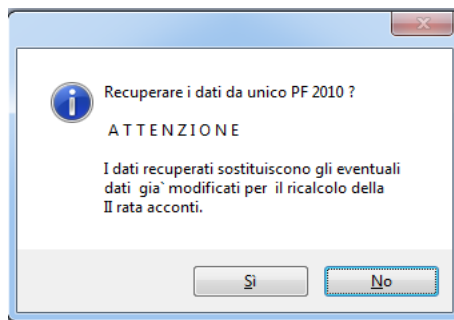 Recuperare i dati da unico PF 2010 ?
A T T E N Z I O N E
I dati recuperati sostituiscono gli eventuali
dati gia` modificati per il ricalcolo della
II rata acconti.
Sì
No